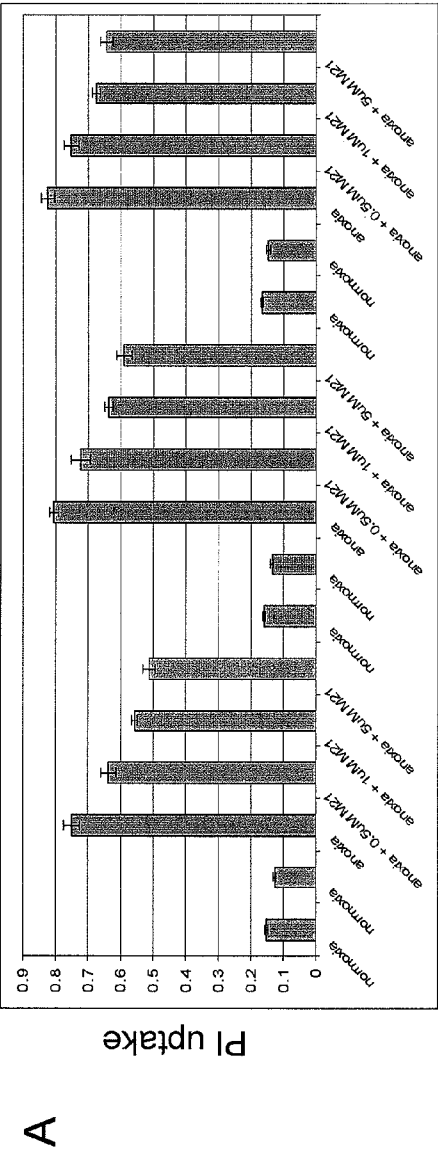 A
PI uptake
0.9
0.8
0.7
0.6
0.5
0.4
0.3
0.2
0.1
0
normoxia
normoxia
anoxia
anoxia + 0.5uM M21
anoxia + 1uM M21
anoxia + 5uM M21
normoxia
normoxia
anoxia
anoxia + 0.5uM M21
anoxia + 1uM M21
anoxia + 5uM M21
normoxia
normoxia
anoxia
anoxia + 0.5uM M21
anoxia + 1uM M21
anoxia + 5uM M21